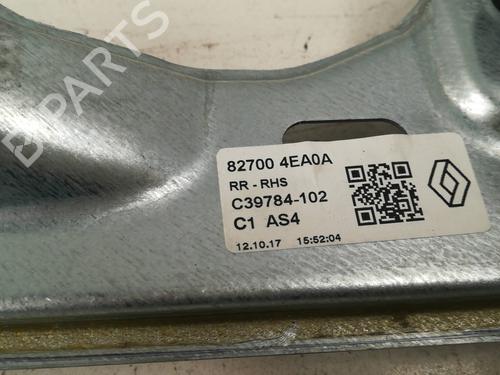 B PARTS
82700 4EA0A
RR - RHS
C39784-102
C1 AS4
12.10.17 15:52:04